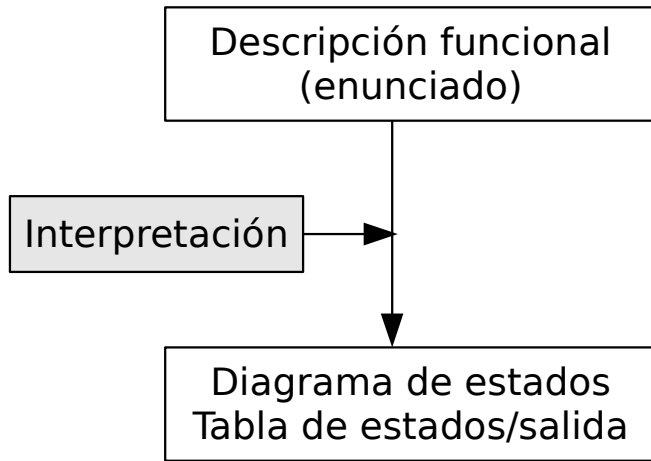 Descripción funcional
(enunciado)
Interpretación
Diagrama de estados
Tabla de estados/salida